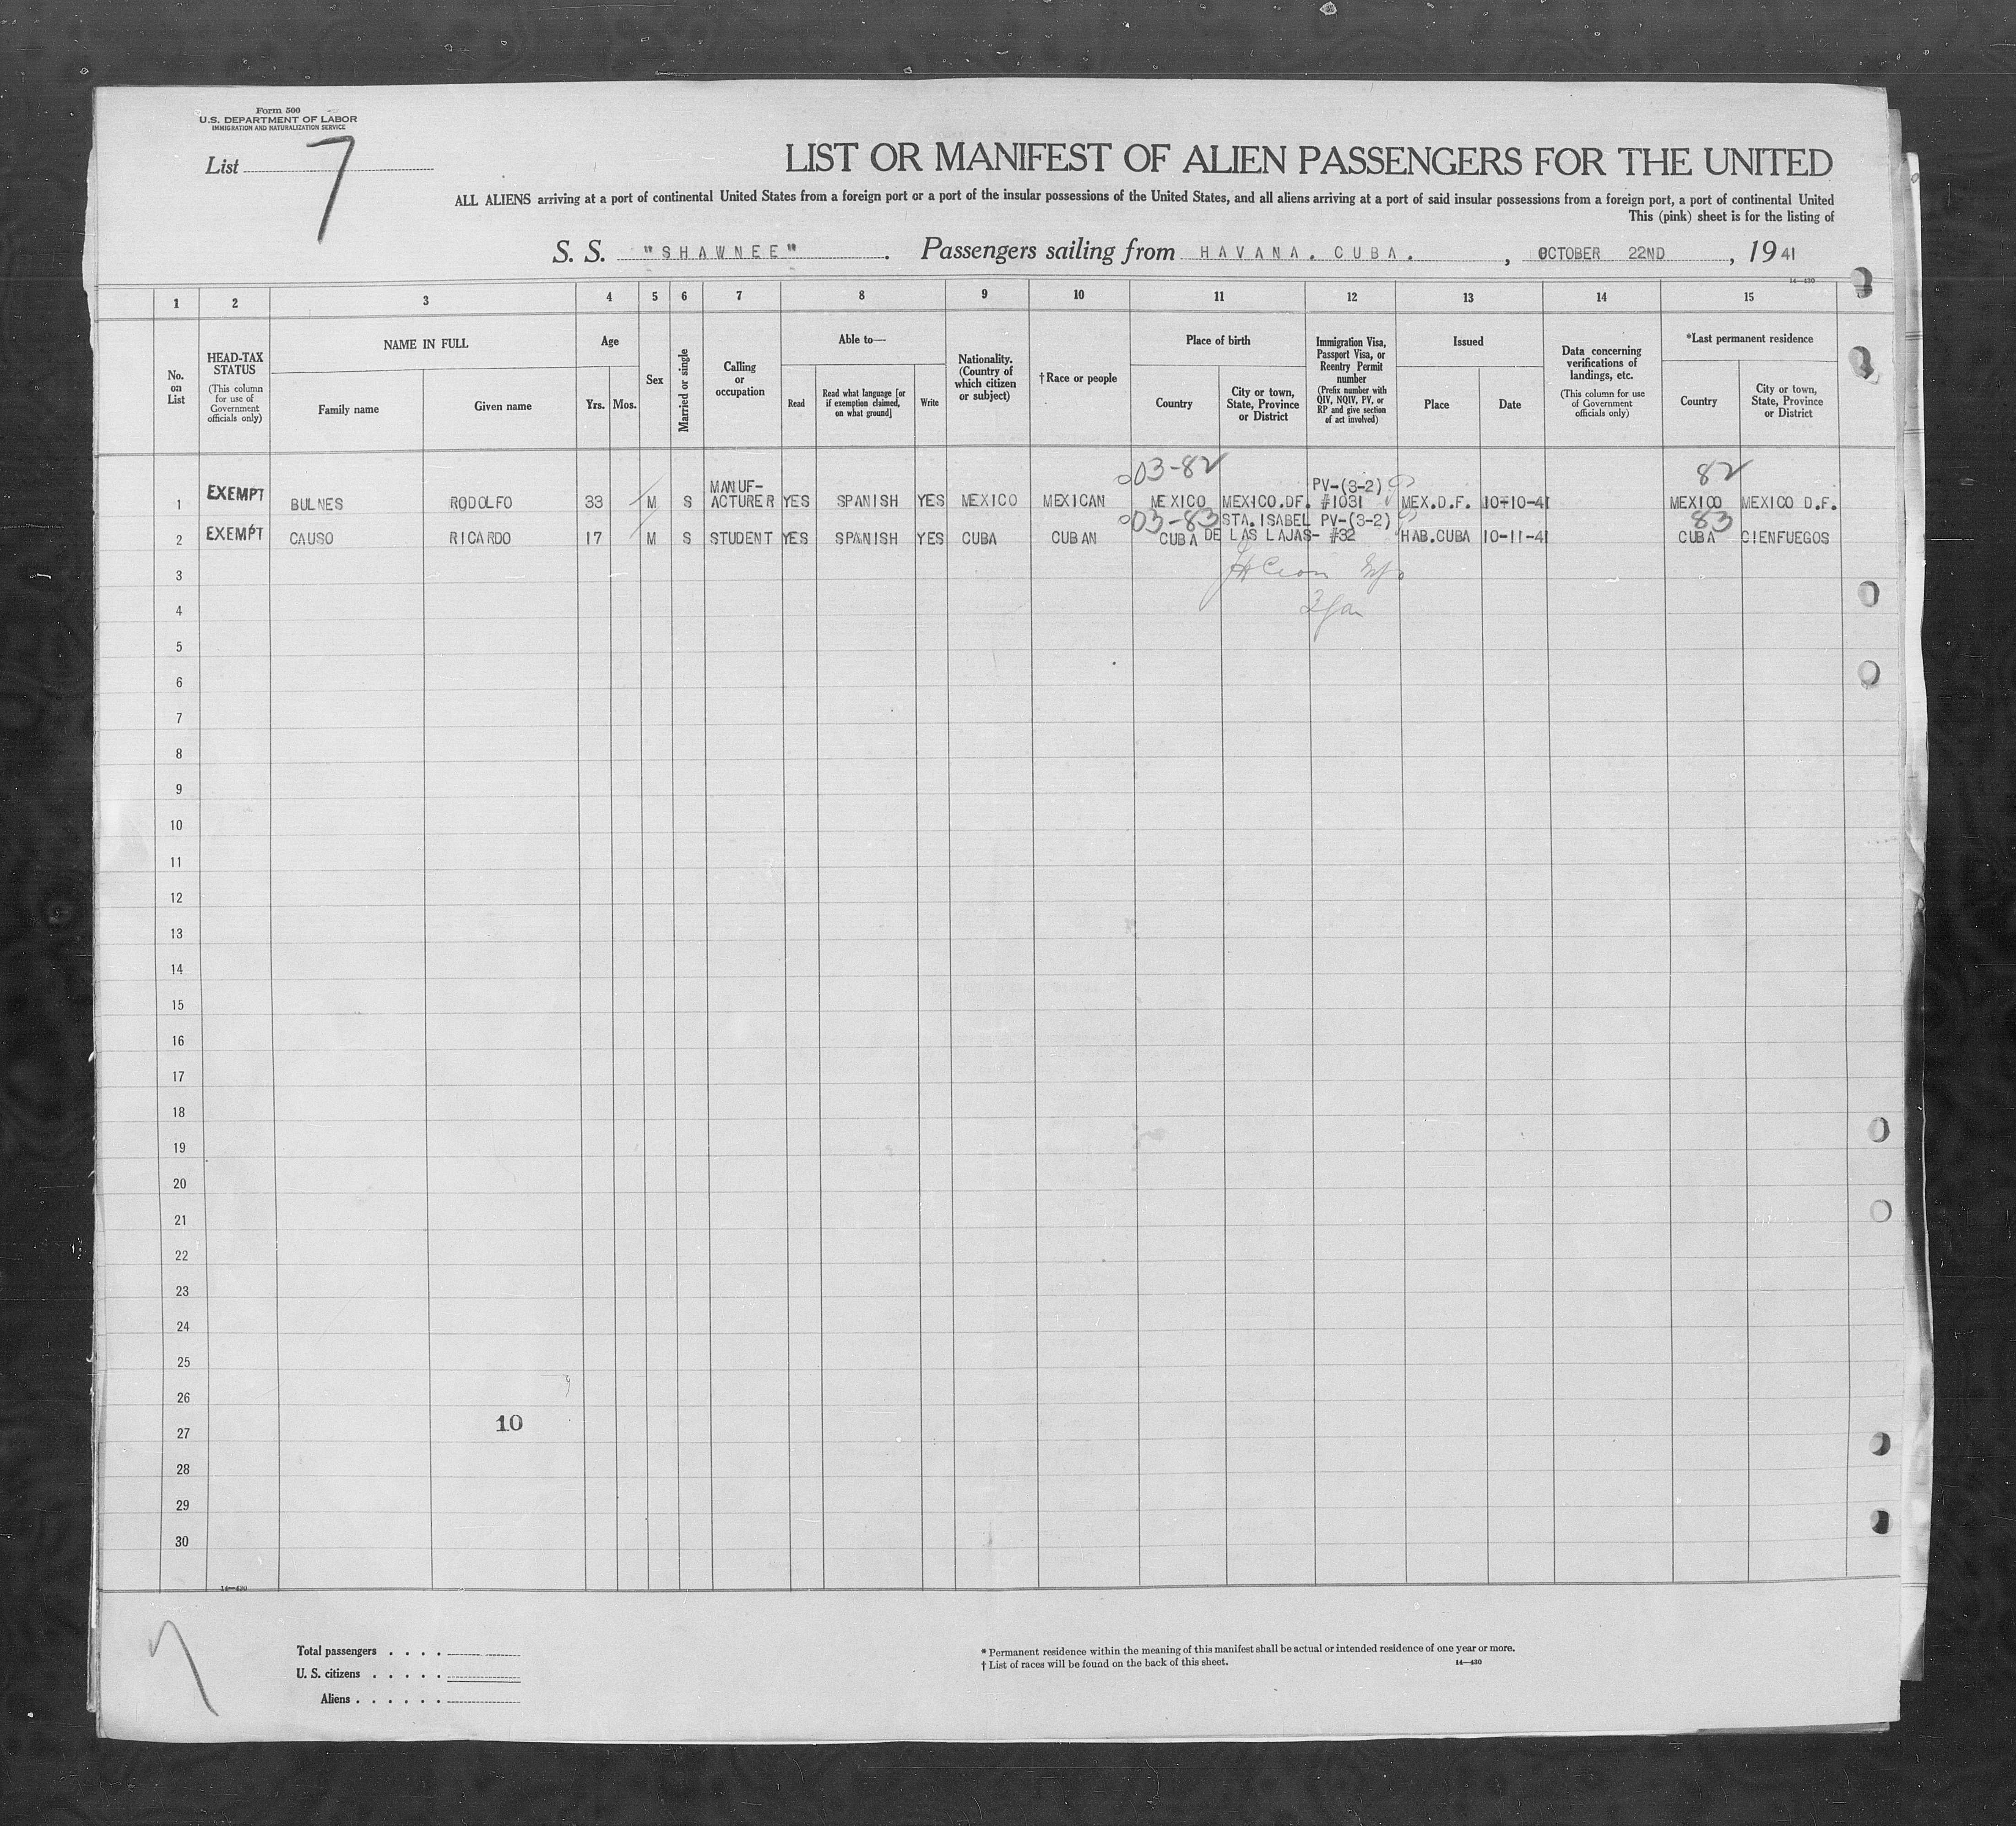 Form 500
U.S. DEPARTMENT OF LABOR
IMMIGRATION AND NATURALIZATION SERVICE
List 7
LIST OR MANIFEST OF ALIEN PASSENGERS FOR THE UNITED
ALL ALIENS arriving at a port of continental United States from a foreign port or a port of the insular possessions of the United States, and all aliens arriving at a port of said insular possessions from a foreign port, a port of continental United
This (pink) sheet is for the listing of
S. S. "SHAWNEE". Passengers sailing from HAVANA. CUBA., OCTOBER 22ND, 19 41
14—430
1 2 3 4 5 6 7 8 9 10 11 12 13 14 15
No. on List
HEAD-TAX STATUS
(This column for use of Government officials only)
NAME IN FULL
Family name
Given name
Age
Yrs.
Mos.
Sex
Married or single
Calling or occupation
Able to—
Read
Read what language [or if exemption claimed, on what ground]
Write
Nationality. (Country of which citizen or subject)
† Race or people
Place of birth
Country
City or town, State, Province or District
Immigration Visa, Passport Visa, or Reentry Permit number
(Prefix number with QIV, NQIV, PV, or RP and give section of act involved)
Issued
Place
Date
Data concerning verifications of landings, etc.
(This column for use of Government officials only)
*Last permanent residence
Country
City or town, State, Province or District
03-82 82
MANUF- PV-(3-2)
1 EXEMPT BULNES RODOLFO 33 M S ACTURER YES SPANISH YES MEXICO MEXICAN MEXICO MEXICO.DF. #1031 MEX.D.F. 10-10-41 MEXICO MEXICO D.F.
03-83 STA.ISABEL PV-(3-2) 83
2 EXEMPT CAUSO RICARDO 17 M S STUDENT YES SPANISH YES CUBA CUBAN CUBA DE LAS LAJAS- #32 HAB.CUBA 10-11-41 CUBA CIENFUEGOS
3
4
5
6
7
8
9
10
11
12
13
14
15
16
17
18
19
20
21
22
23
24
25
26
10
27
28
29
30
14—430
7
Total passengers . . . .
U. S. citizens . . . . .
Aliens . . . . . .
* Permanent residence within the meaning of this manifest shall be actual or intended residence of one year or more.
† List of races will be found on the back of this sheet. 14—430